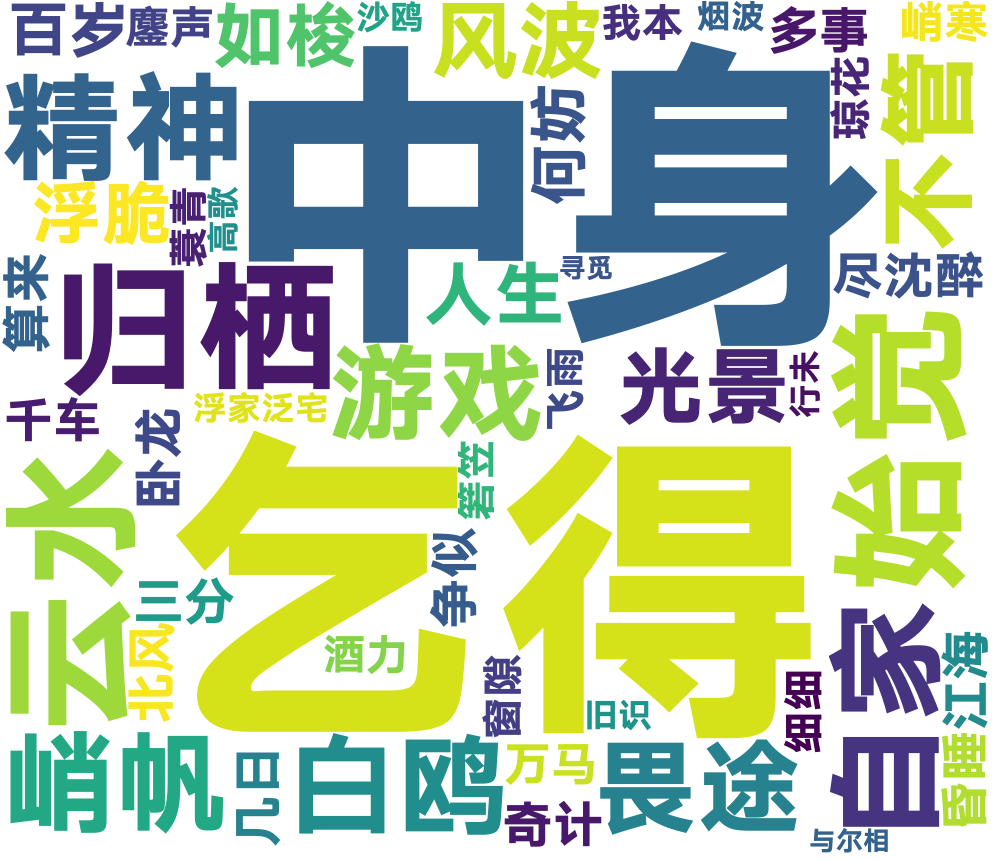 百岁
鏖声
如梭
沙鸥
风波
我本
烟波
多事
峭寒
精神
中身
何妨
琼花
不管
浮脆
蓑青
高歌
算来
归栖
人生
寻觅
尽沈醉
游戏
飞雨
光景
行未
始觉
千车
浮家泛宅
卧龙
云水
乞得
箬笠
争似
三分
北风
酒力
窗隙
旧识
细细
自家
江海
峭帆
几日
白鸥
万马
奇计
畏途
昏睡
与尔相